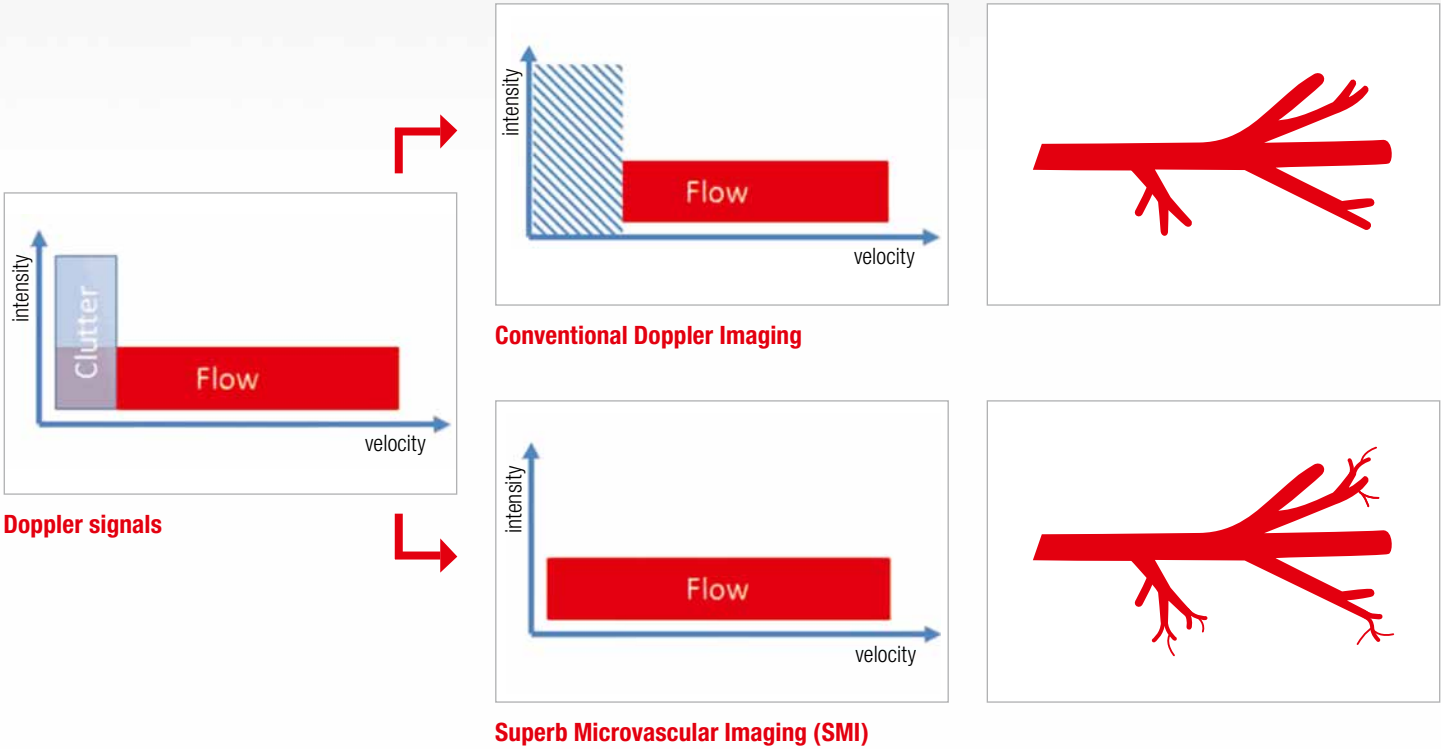 intensity
Clutter
Flow
velocity
Doppler signals
intensity
Flow
velocity
Conventional Doppler Imaging
intensity
Flow
velocity
Superb Microvascular Imaging (SMI)